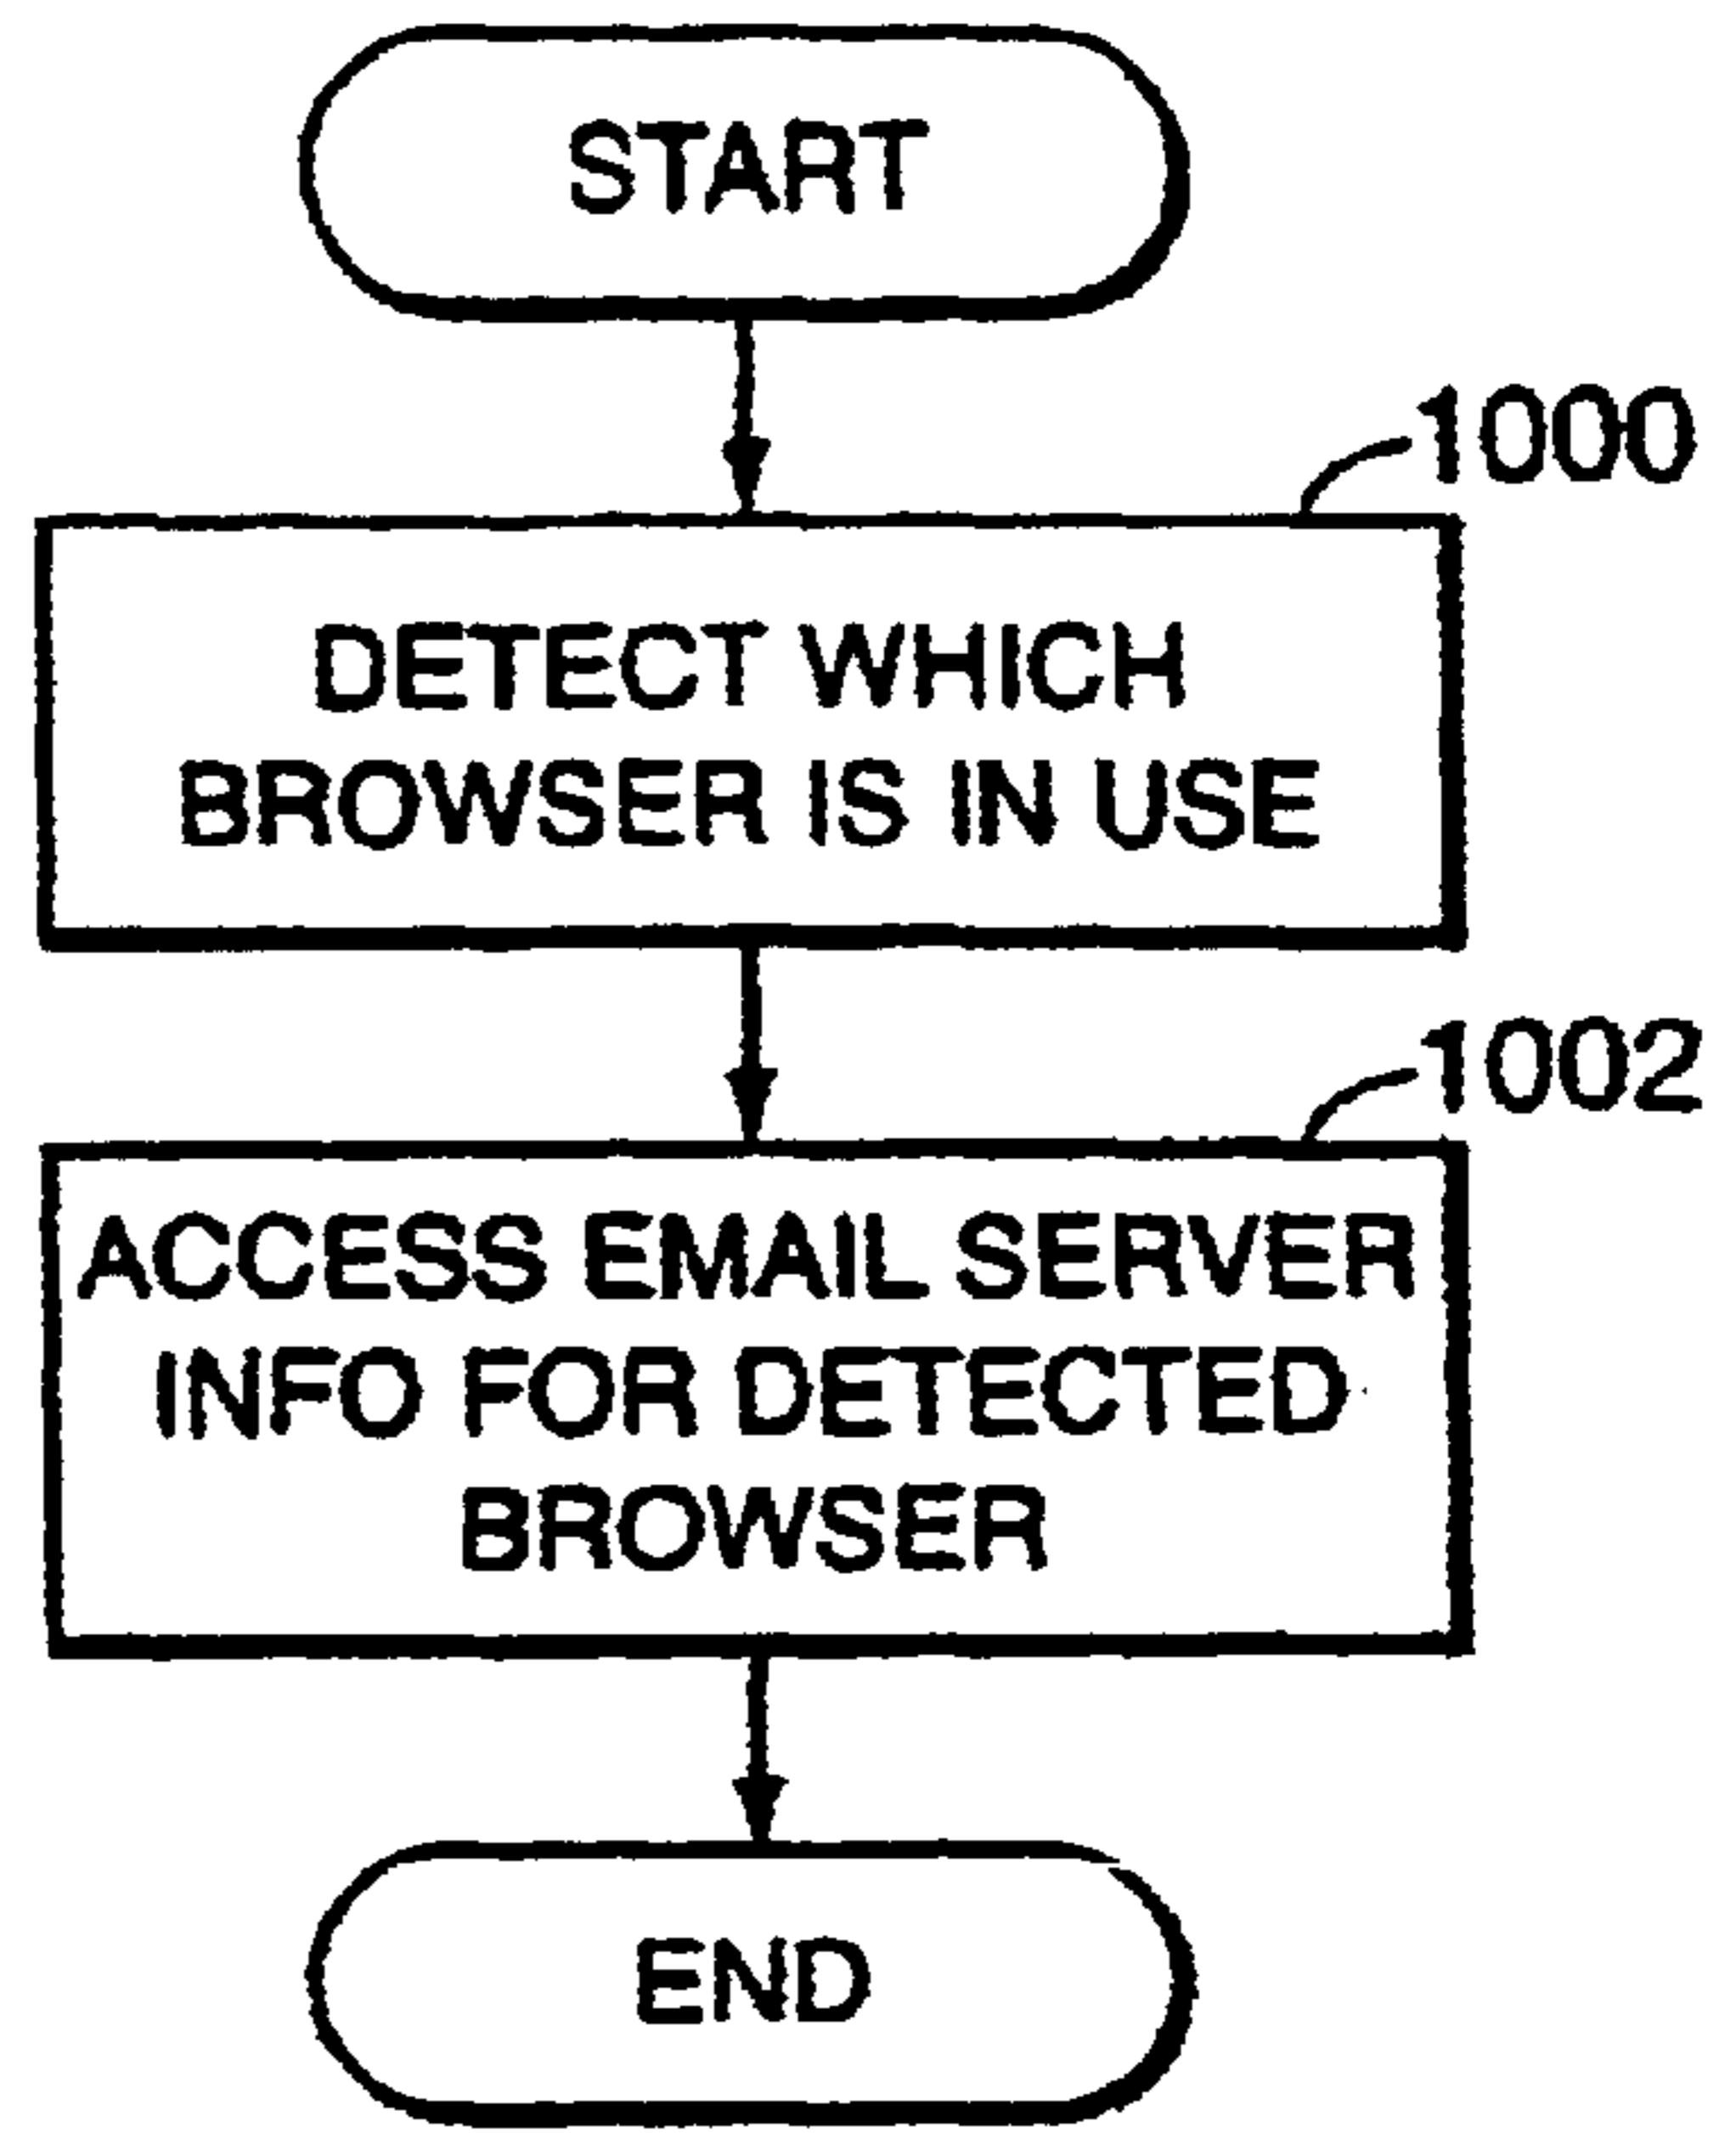 START
1000
DETECT WHICH
BROWSER IS IN USE
1002
ACCESS EMAIL SERVER
INFO FOR DETECTED
BROWSER
END